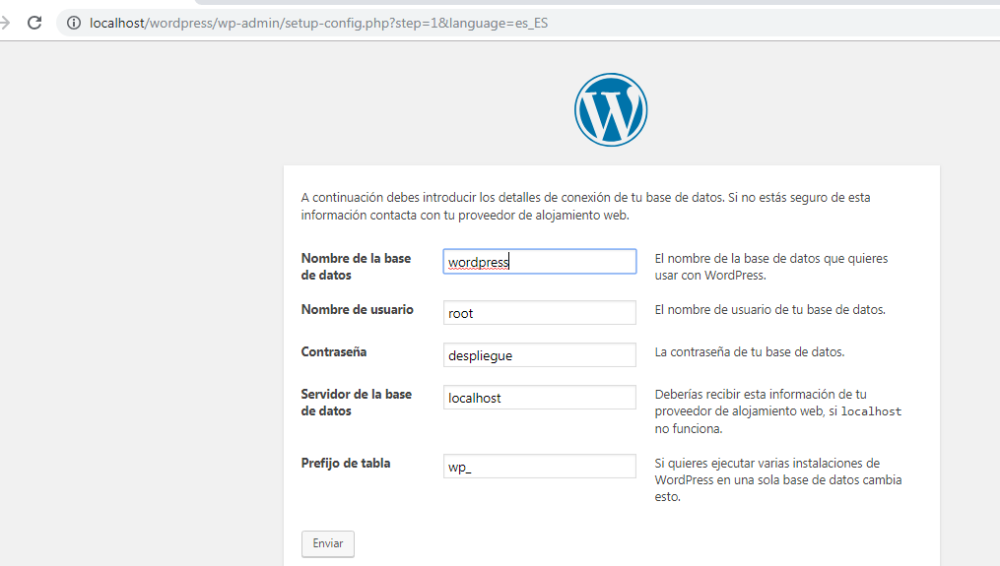 localhost/wordpress/wp-admin/setup-config.php?step=1&language=es_ES
A continuación debes introducir los detalles de conexión de tu base de datos. Si no estás seguro de esta
información contacta con tu proveedor de alojamiento web.
Nombre de la base
de datos
wordpress
El nombre de la base de datos que quieres
usar con WordPress.
Nombre de usuario
root
El nombre de usuario de tu base de datos.
Contraseña
despliegue
La contraseña de tu base de datos.
Servidor de la base
de datos
localhost
Deberías recibir esta información de tu
proveedor de alojamiento web, si localhost
no funciona.
Prefijo de tabla
wp_
Si quieres ejecutar varias instalaciones de
WordPress en una sola base de datos cambia
esto.
Enviar